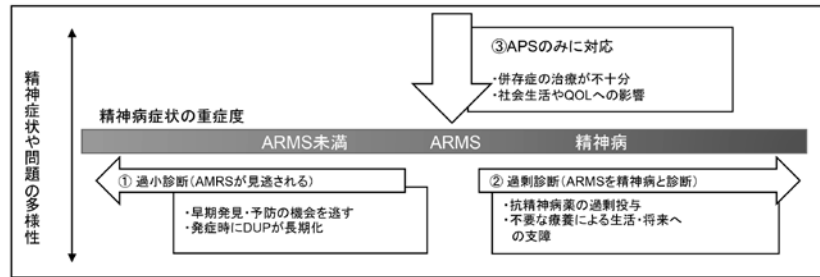 精神症状や問題の多様性
③APSのみに対応
・併存症の治療が不十分
・社会生活やQOLへの影響
精神病症状の重症度
ARMS未満
ARMS
精神病
① 過小診断(AMRSが見逃される)
・早期発見・予防の機会を逃す
・発症時にDUPが長期化
② 過剰診断(ARMSを精神病と診断)
・抗精神病薬の過剰投与
・不要な療養による生活・将来へ
の支障